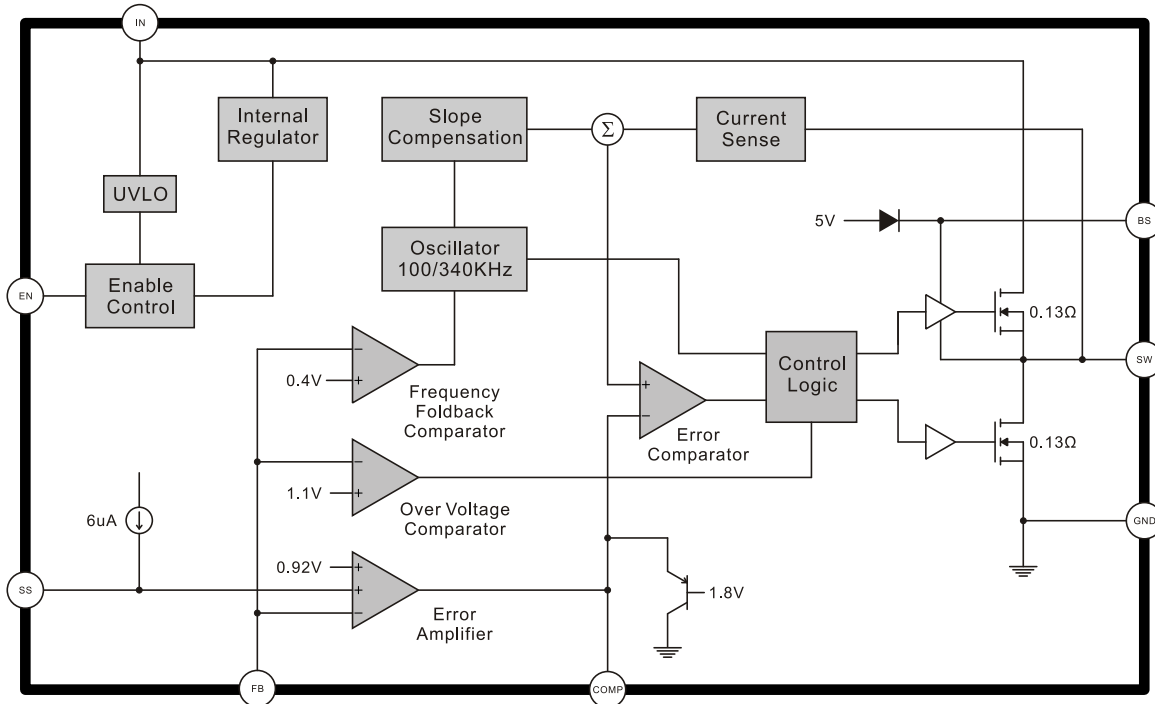 IN
Internal
Regulator
Slope
Compensation
Σ
Current
Sense
UVLO
5V
BS
Oscillator
100/340KHz
EN
Enable
Control
0.13Ω
−
0.4V
+
Frequency
Foldback
Comparator
+
−
Error
Comparator
Control
Logic
SW
0.13Ω
−
1.1V
+
Over Voltage
Comparator
6uA
GND
0.92V
+
+
−
Error
Amplifier
1.8V
SS
FB
COMP